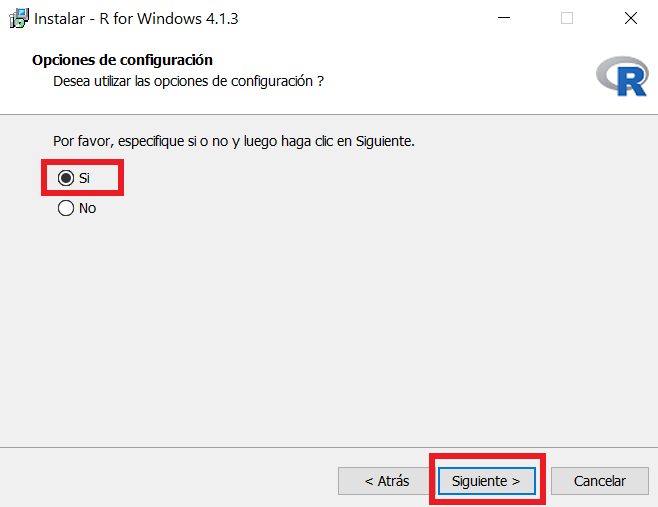 Instalar - R for Windows 4.1.3
Opciones de configuración
Desea utilizar las opciones de configuración ?
R
Por favor, especifique si o no y luego haga clic en Siguiente.
Si
No
< Atrás
Siguiente >
Cancelar